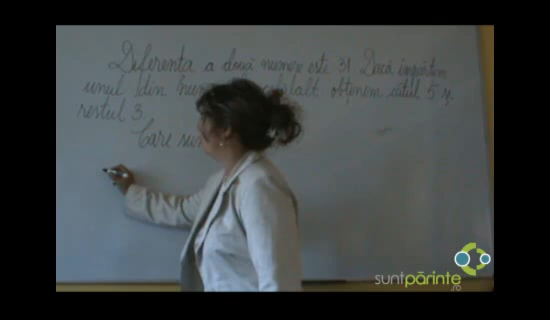 Diferența a două numere este 31. Dacă împărțim
unul din la celălalt obținem câtul 5 și
restul 3.
Care
suntpărinte
.ro